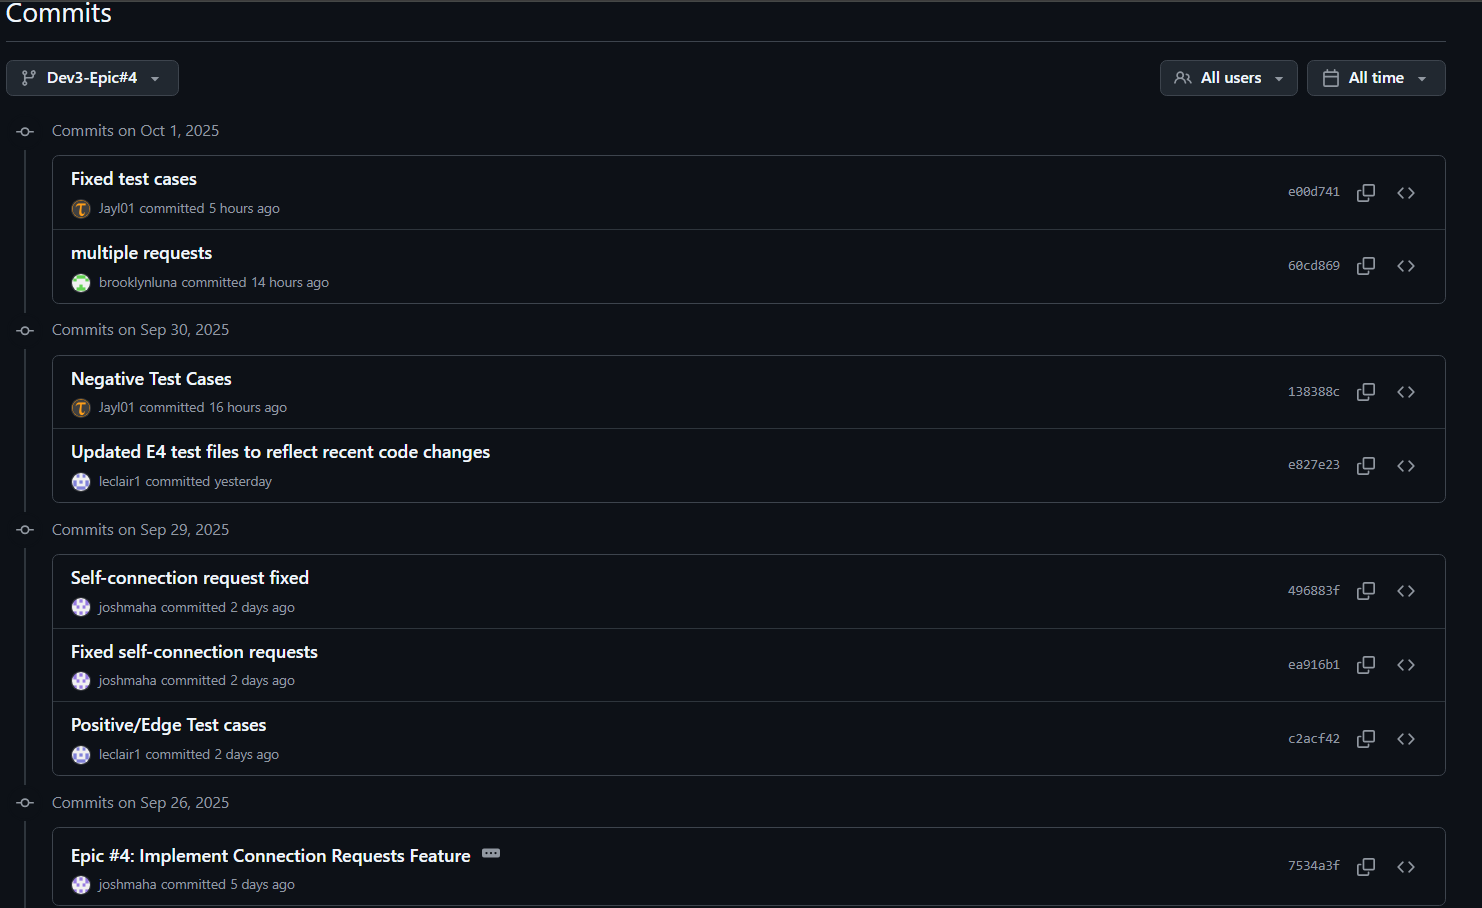 Commits
Dev3-Epic#4
All users
All time
Commits on Oct 1, 2025
Fixed test cases
Jayl01 committed 5 hours ago
e00d741
multiple requests
brooklynluna committed 14 hours ago
60cd869
Commits on Sep 30, 2025
Negative Test Cases
Jayl01 committed 16 hours ago
138388c
Updated E4 test files to reflect recent code changes
leclair1 committed yesterday
e827e23
Commits on Sep 29, 2025
Self-connection request fixed
joshmaha committed 2 days ago
496883f
Fixed self-connection requests
joshmaha committed 2 days ago
ea916b1
Positive/Edge Test cases
leclair1 committed 2 days ago
c2acf42
Commits on Sep 26, 2025
Epic #4: Implement Connection Requests Feature
joshmaha committed 5 days ago
7534a3f